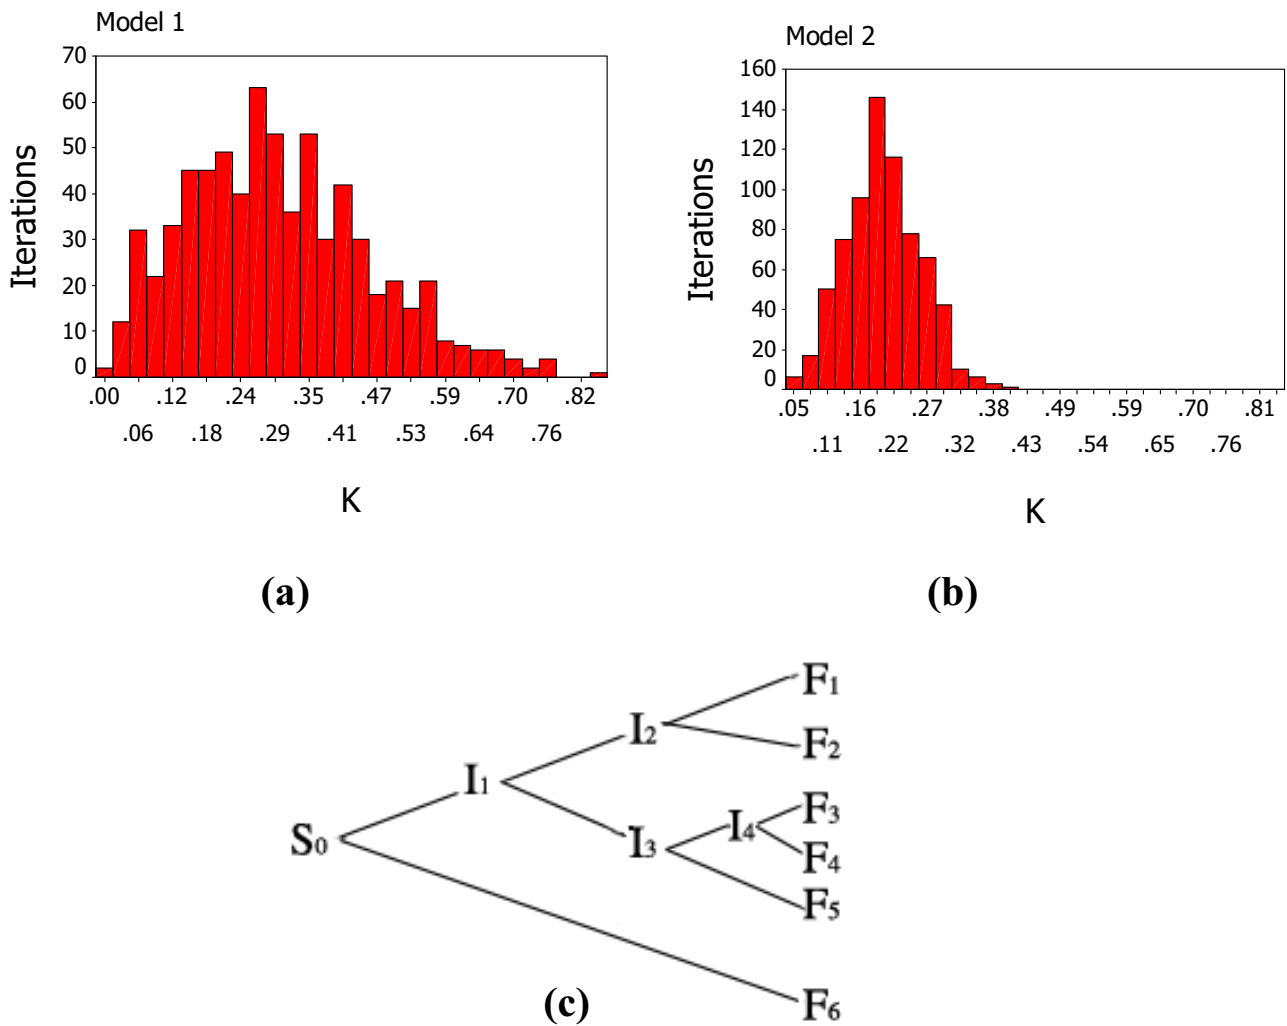 Model 1
70
60
50
40
30
20
10
0
Iterations
.00 .12 .24 .35 .47 .59 .70 .82
.06 .18 .29 .41 .53 .64 .76
K
(a)
Model 2
160
140
120
100
80
60
40
20
0
Iterations
.05 .16 .27 .38 .49 .59 .70 .81
.11 .22 .32 .43 .54 .65 .76
K
(b)
S0
I1
I2
I3
I4
F1
F2
F3
F4
F5
F6
(c)